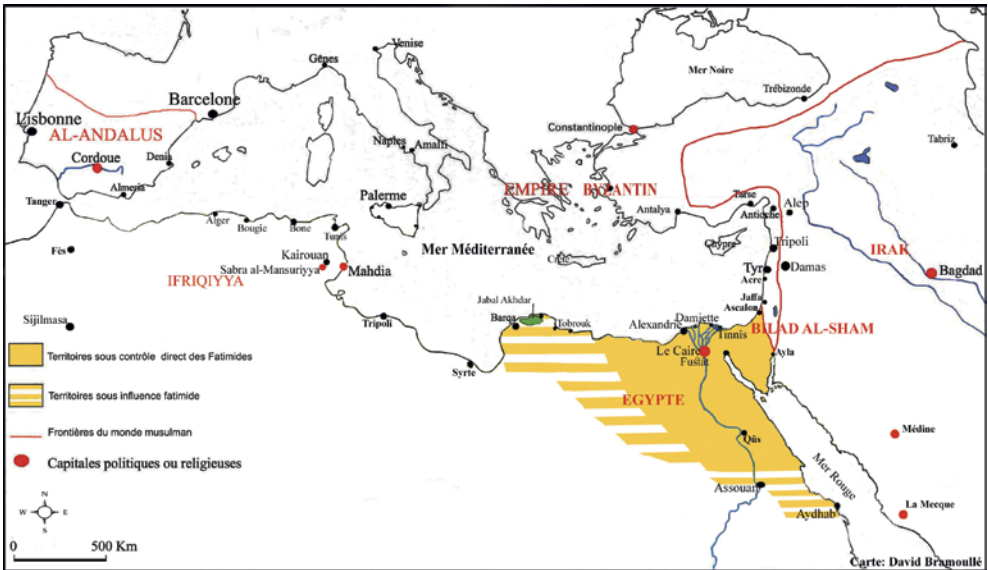 Venise
Gênes
Mer Noire
Trébizonde
Barcelone
Lisbonne
AL-ANDALUS
Constantinople
Tabriz
Naples
Amalfi
Cordoue
Denia
EMPIRE BYZANTIN
Almeria
Palerme
Tarse
Alep
Tanger
Antalya
Antioche
Alger
Bougie
Bone
Tunis
Chypre
Tripoli
Fès
Mer Méditerranée
IRAK
Kairouan
Crète
Tyr
Damas
Bagdad
Sabra al-Mansuriyya
Mahdia
Acre
IFRIQIYYA
Jabal Akhdar
Jaffa
Ascalon
Sijilmasa
Tripoli
Barqa
Tobrouk
Alexandrie
Damiette
Tinnis
BILAD AL-SHAM
Le Caire
Fustat
Ayla
Syrte
Territoires sous contrôle direct des Fatimides
Territoires sous influence fatimide
EGYPTE
Frontières du monde musulman
Qûs
Médine
Capitales politiques ou religieuses
Mer Rouge
Assouan
La Mecque
Aydhab
N
W
E
S
0
500 Km
Carte: David Bramoullé